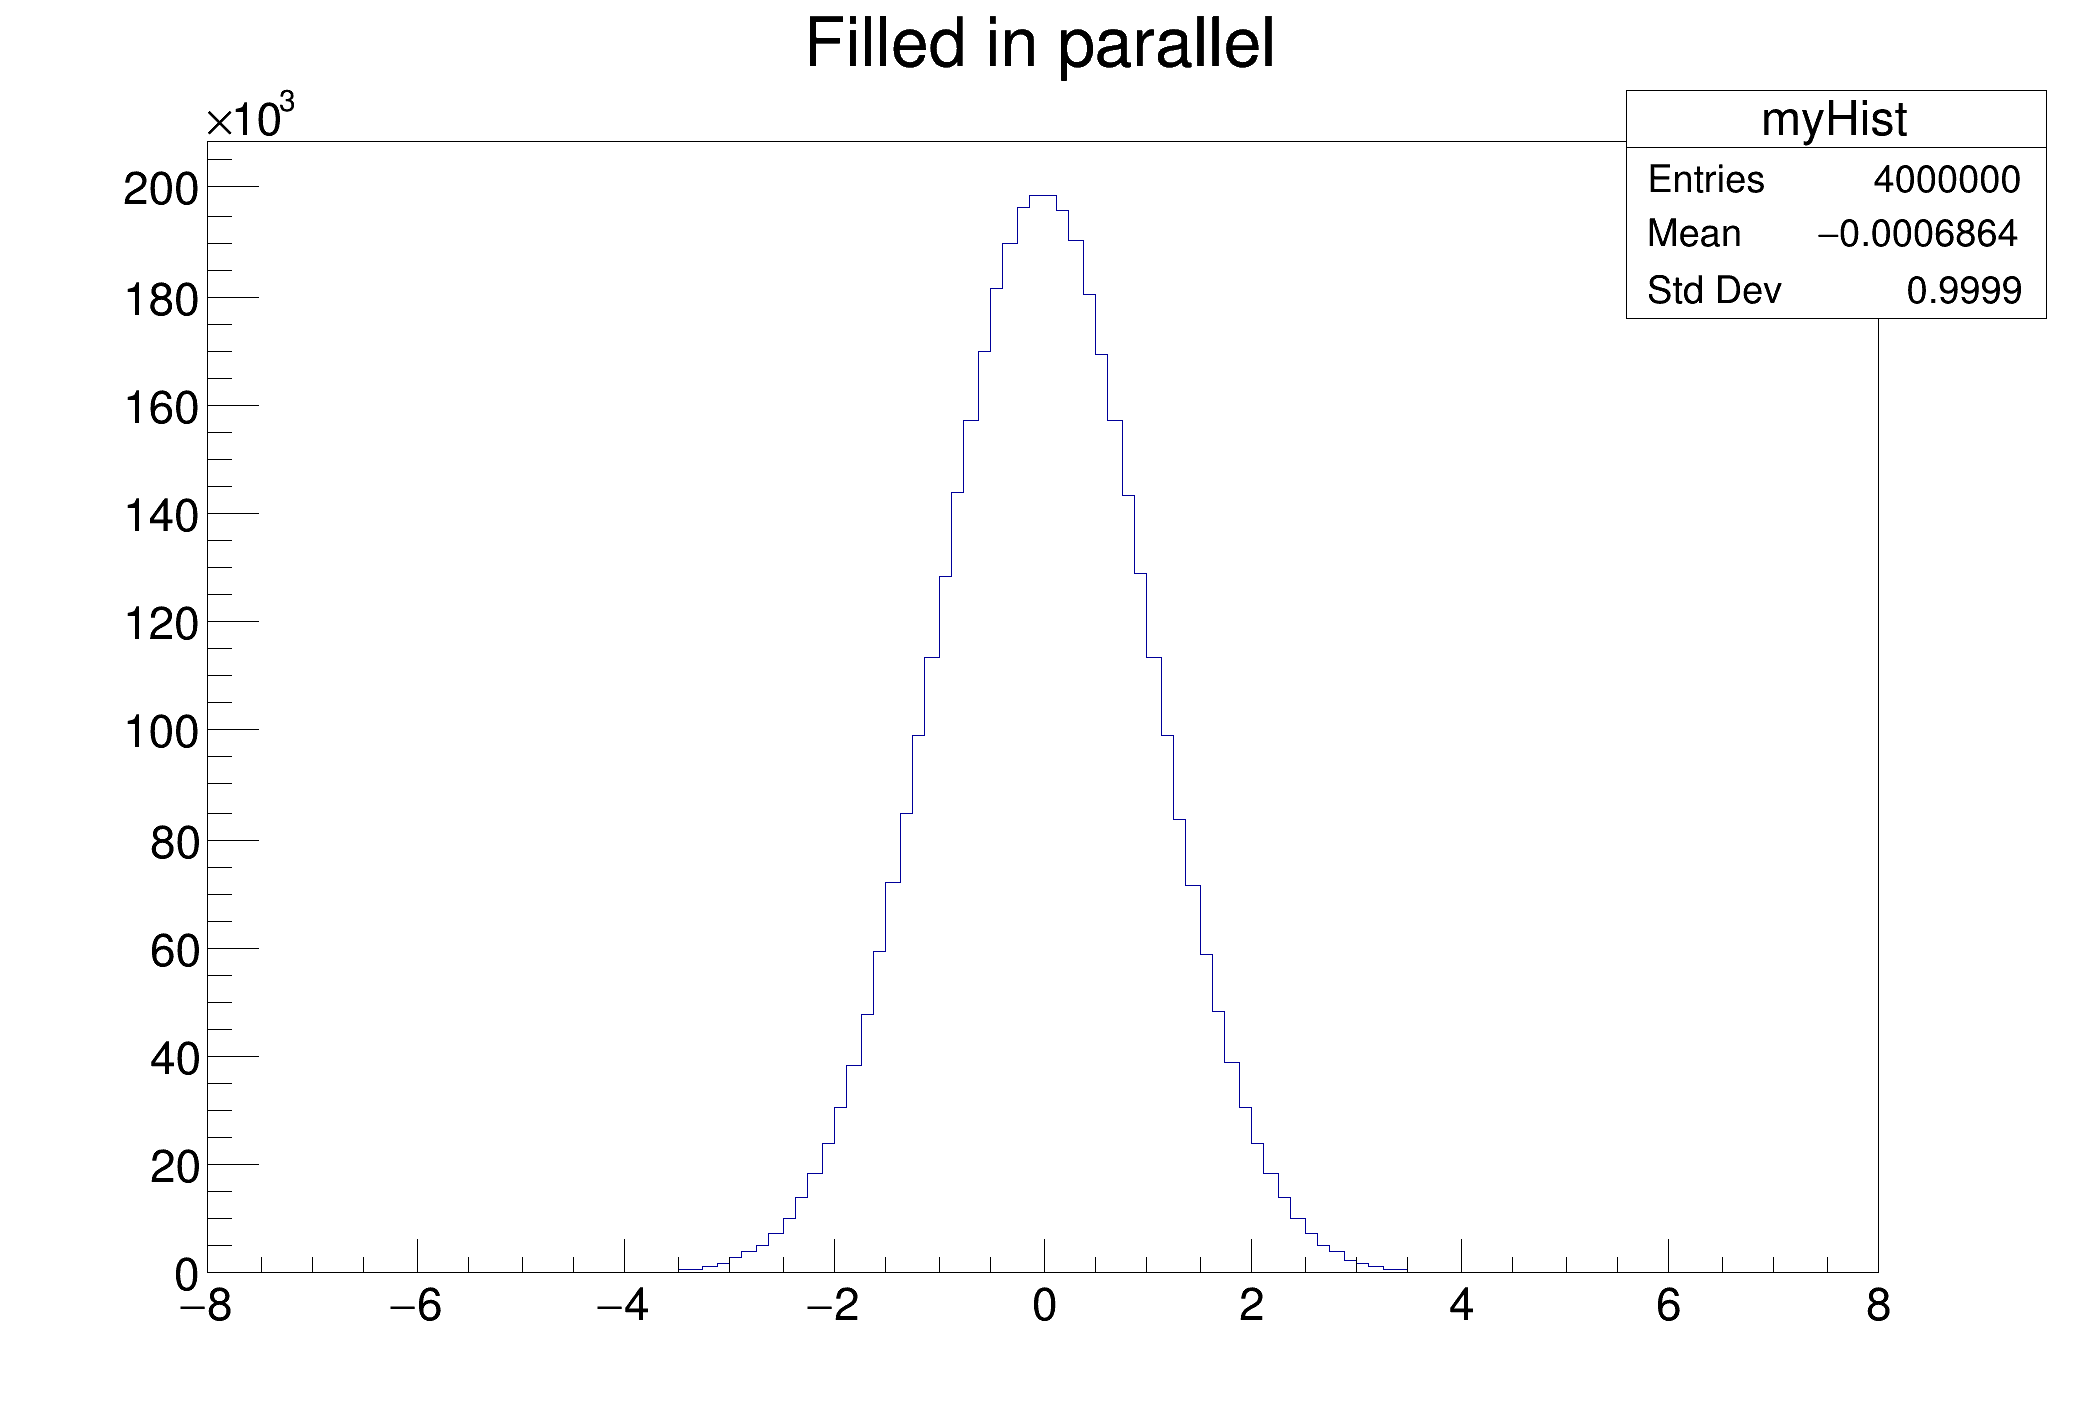 Filled in parallel
×10³
myHist
Entries 4000000
Mean −0.0006864
Std Dev 0.9999
200
180
160
140
120
100
80
60
40
20
0
−8 −6 −4 −2 0 2 4 6 8